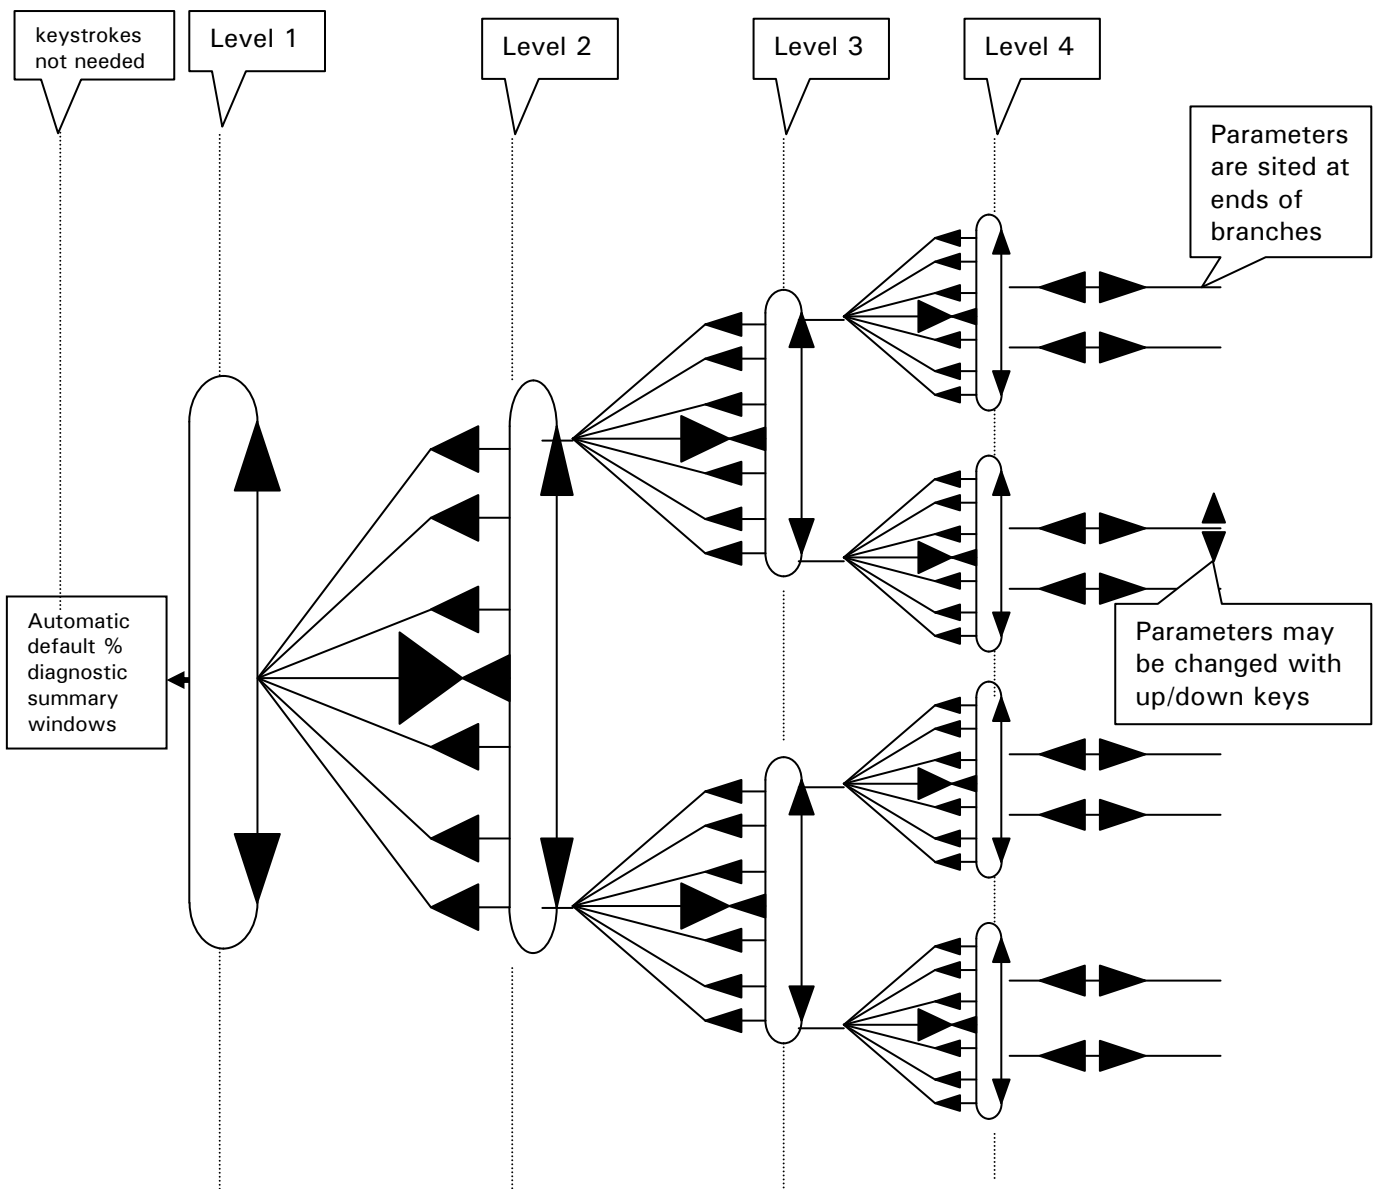 keystrokes
not needed
Level 1
Level 2
Level 3
Level 4
Parameters
are sited at
ends of
branches
Automatic
default %
diagnostic
summary
windows
Parameters may
be changed with
up/down keys